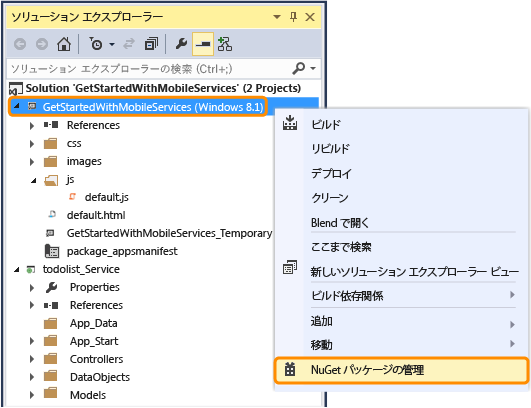 ソリューション エクスプローラー
ソリューション エクスプローラーの検索 (Ctrl+;)
Solution 'GetStartedWithMobileServices' (2 Projects)
GetStartedWithMobileServices (Windows 8.1)
References
css
images
js
default.js
default.html
GetStartedWithMobileServices_Temporary
package_appsmanifest
todolist_Service
Properties
References
App_Data
App_Start
Controllers
DataObjects
Models
ビルド
リビルド
デプロイ
クリーン
Blend で開く
ここまで検索
新しいソリューション エクスプローラー ビュー
ビルド依存関係
追加
移動
NuGet パッケージの管理